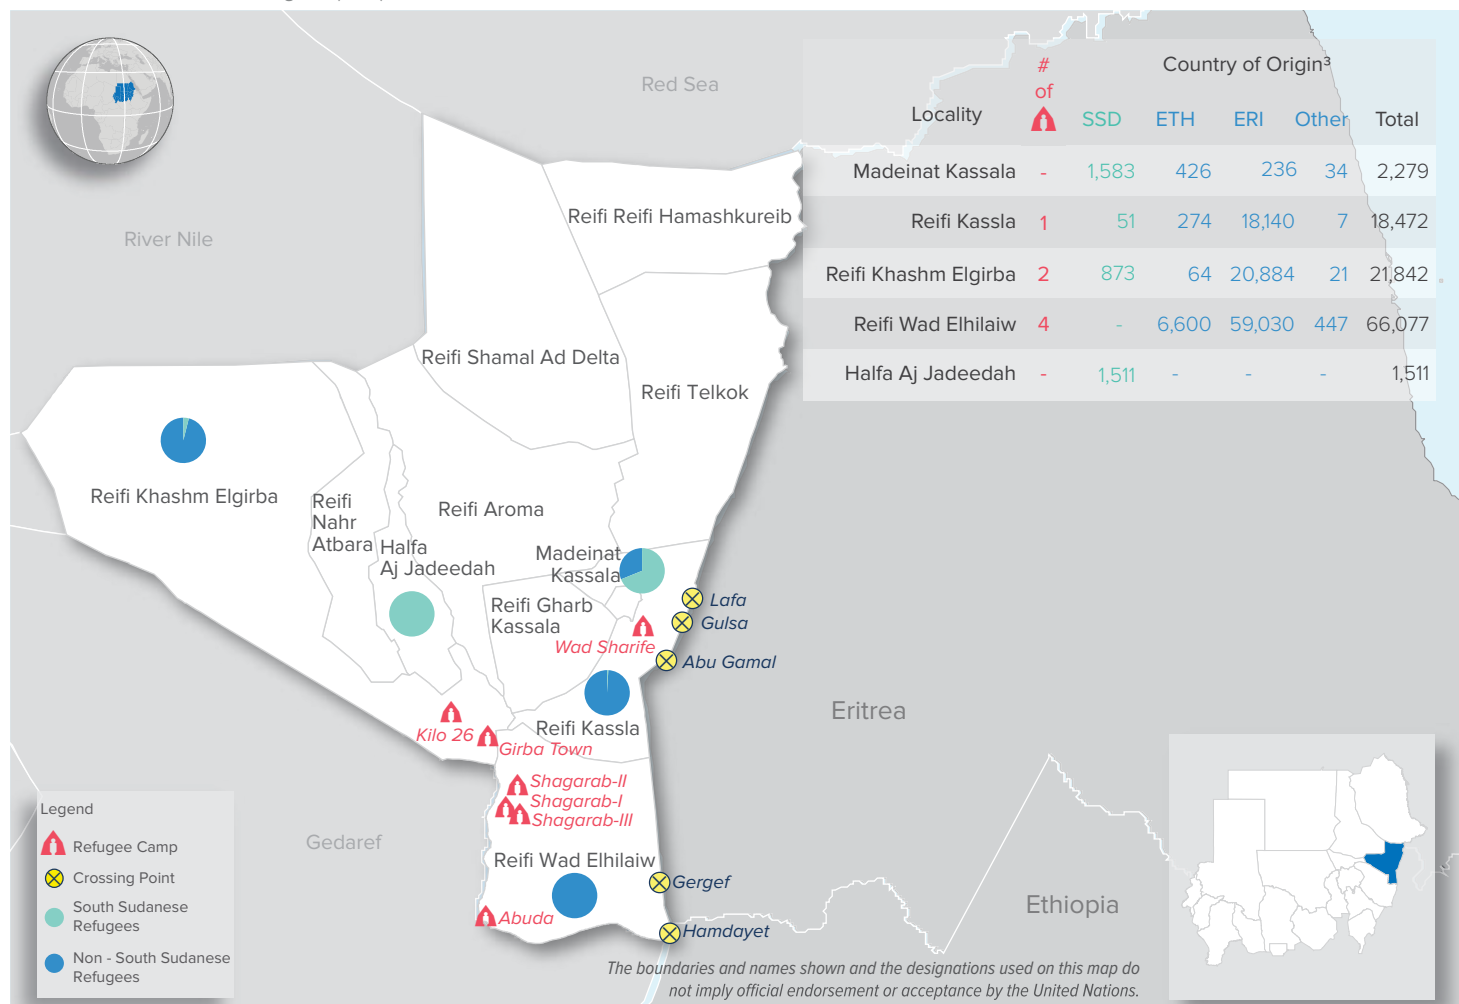 Red Sea
River Nile
#
of
Country of Origin³
Locality
SSD ETH ERI Other Total
Madeinat Kassala - 1,583 426 236 34 2,279
Reifi Kassla 1 51 274 18,140 7 18,472
Reifi Khashm Elgirba 2 873 64 20,884 21 21,842
Reifi Wad Elhilaiw 4 - 6,600 59,030 447 66,077
Halfa Aj Jadeedah - 1,511 - - - 1,511
Reifi Reifi Hamashkureib
Reifi Shamal Ad Delta
Reifi Telkok
Reifi Khashm Elgirba
Reifi
Nahr
Atbara
Reifi Aroma
Halfa
Aj Jadeedah
Madeinat
Kassala
Reifi Gharb
Kassala
Lafa
Gulsa
Wad Sharife
Abu Gamal
Eritrea
Reifi Kassla
Kilo 26
Girba Town
Shagarab-II
Shagarab-I
Shagarab-III
Gedaref
Reifi Wad Elhilaiw
Gergef
Abuda
Hamdayet
Ethiopia
Legend
Refugee Camp
Crossing Point
South Sudanese
Refugees
Non - South Sudanese
Refugees
The boundaries and names shown and the designations used on this map do
not imply official endorsement or acceptance by the United Nations.